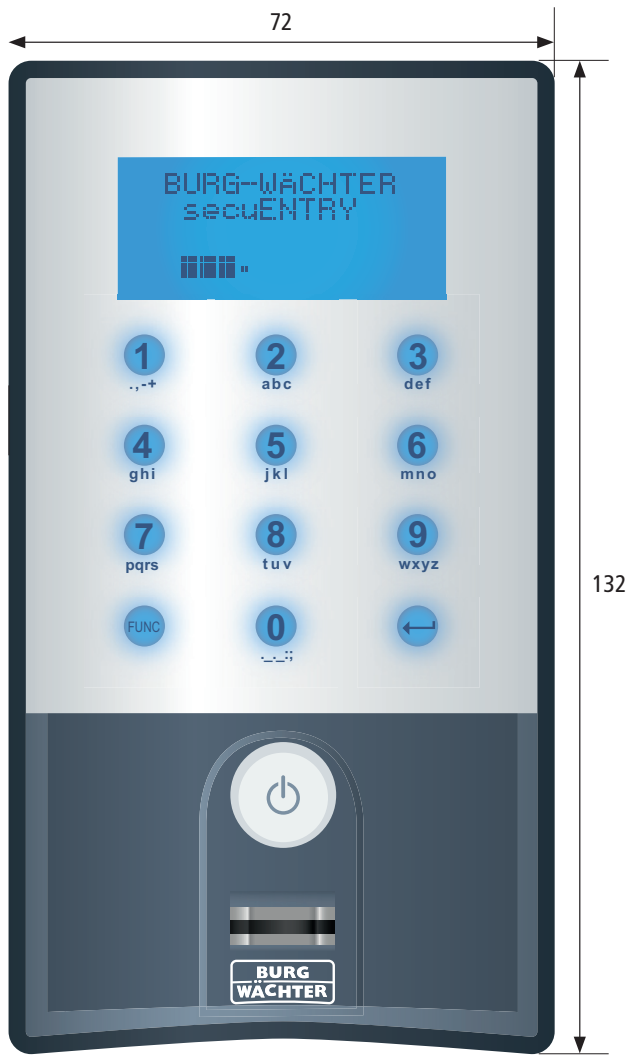 72
BURG-WäCHTER
secuENTRY
1 2 3
.,-+ abc def
4 5 6
ghi jkl mno
7 8 9
pqrs tuv wxyz
FUNC 0
._._:;
132
BURG
WÄCHTER